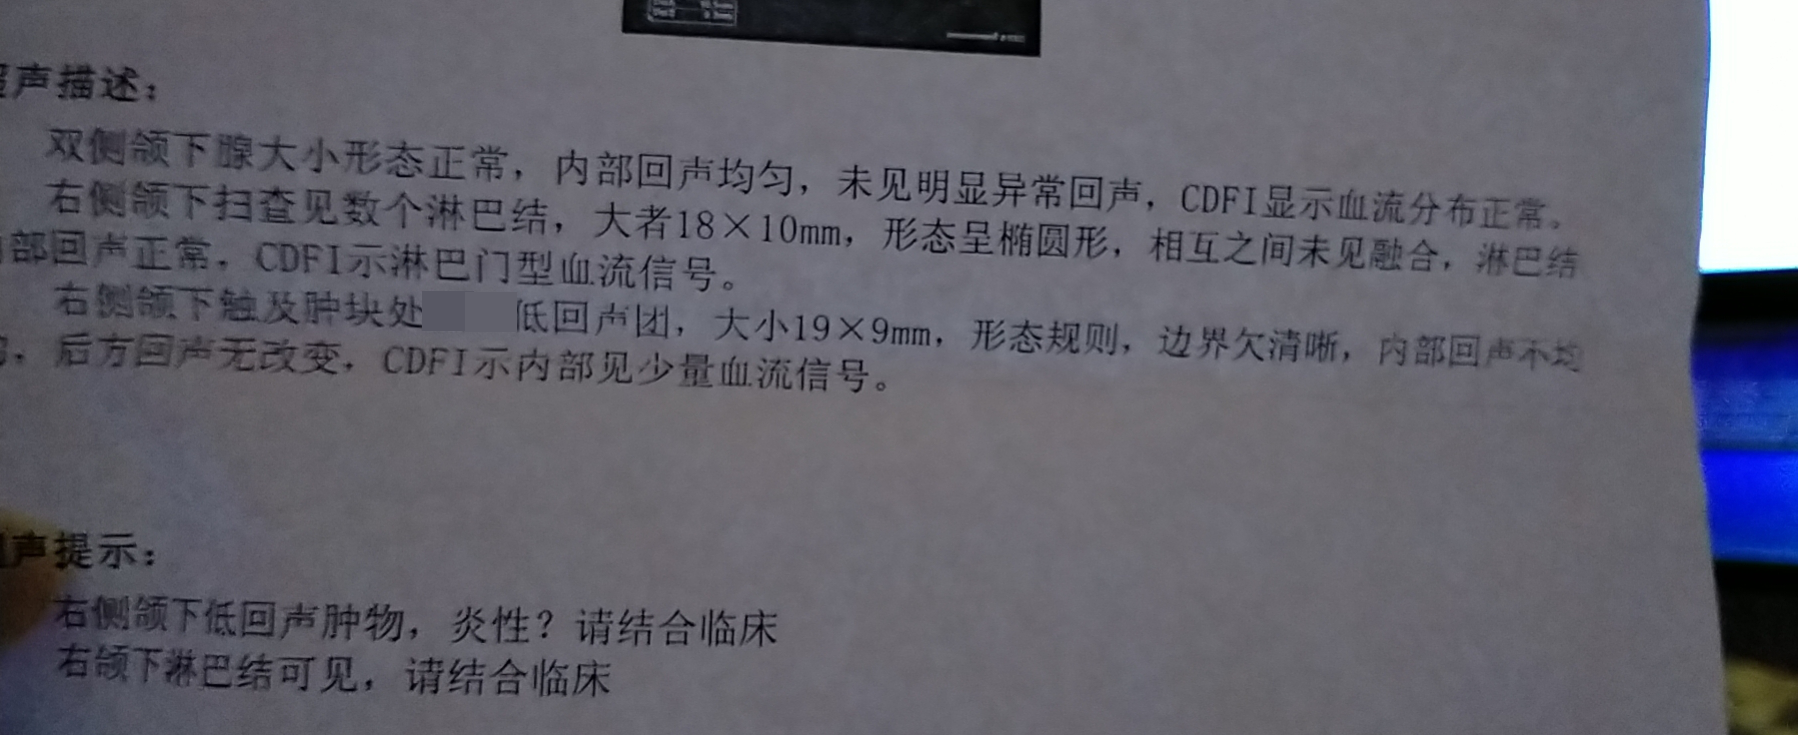 声描述：
双侧颌下腺大小形态正常，内部回声均匀，未见明显异常回声，CDFI显示血流分布正常。
右侧颌下扫查见数个淋巴结，大者18×10mm，形态呈椭圆形，相互之间未见融合，淋巴结
部回声正常，CDFI示淋巴门型血流信号。
右侧颌下触及肿块处 低回声团，大小19×9mm，形态规则，边界欠清晰，内部回声不均
，后方回声无改变，CDFI示内部见少量血流信号。
声提示：
右侧颌下低回声肿物，炎性？请结合临床
右颌下淋巴结可见，请结合临床